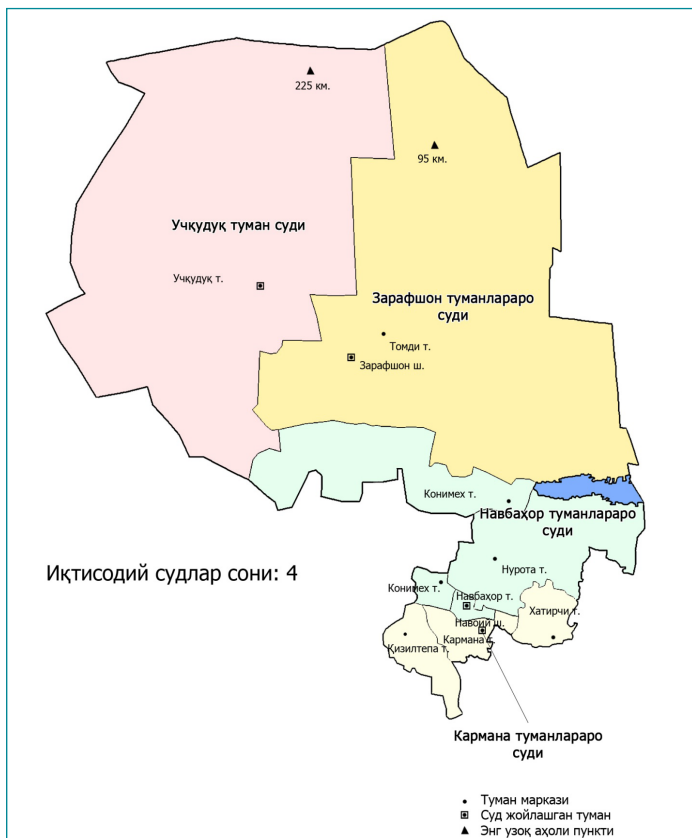 225 км.
95 км.
Учқудуқ туман суди
Учқудуқ т.
Зарафшон туманлараро
суди
Томди т.
Зарафшон ш.
Конимех т.
Навбаҳор туманлараро
суди
Нурота т.
Иқтисодий судлар сони: 4
Конимех т.
Навбаҳор т.
Хатирчи т.
Навоий ш.
Кармана т.
Қизилтепа т.
Кармана туманлараро
суди
Туман маркази
Суд жойлашган туман
Энг узоқ аҳоли пункти